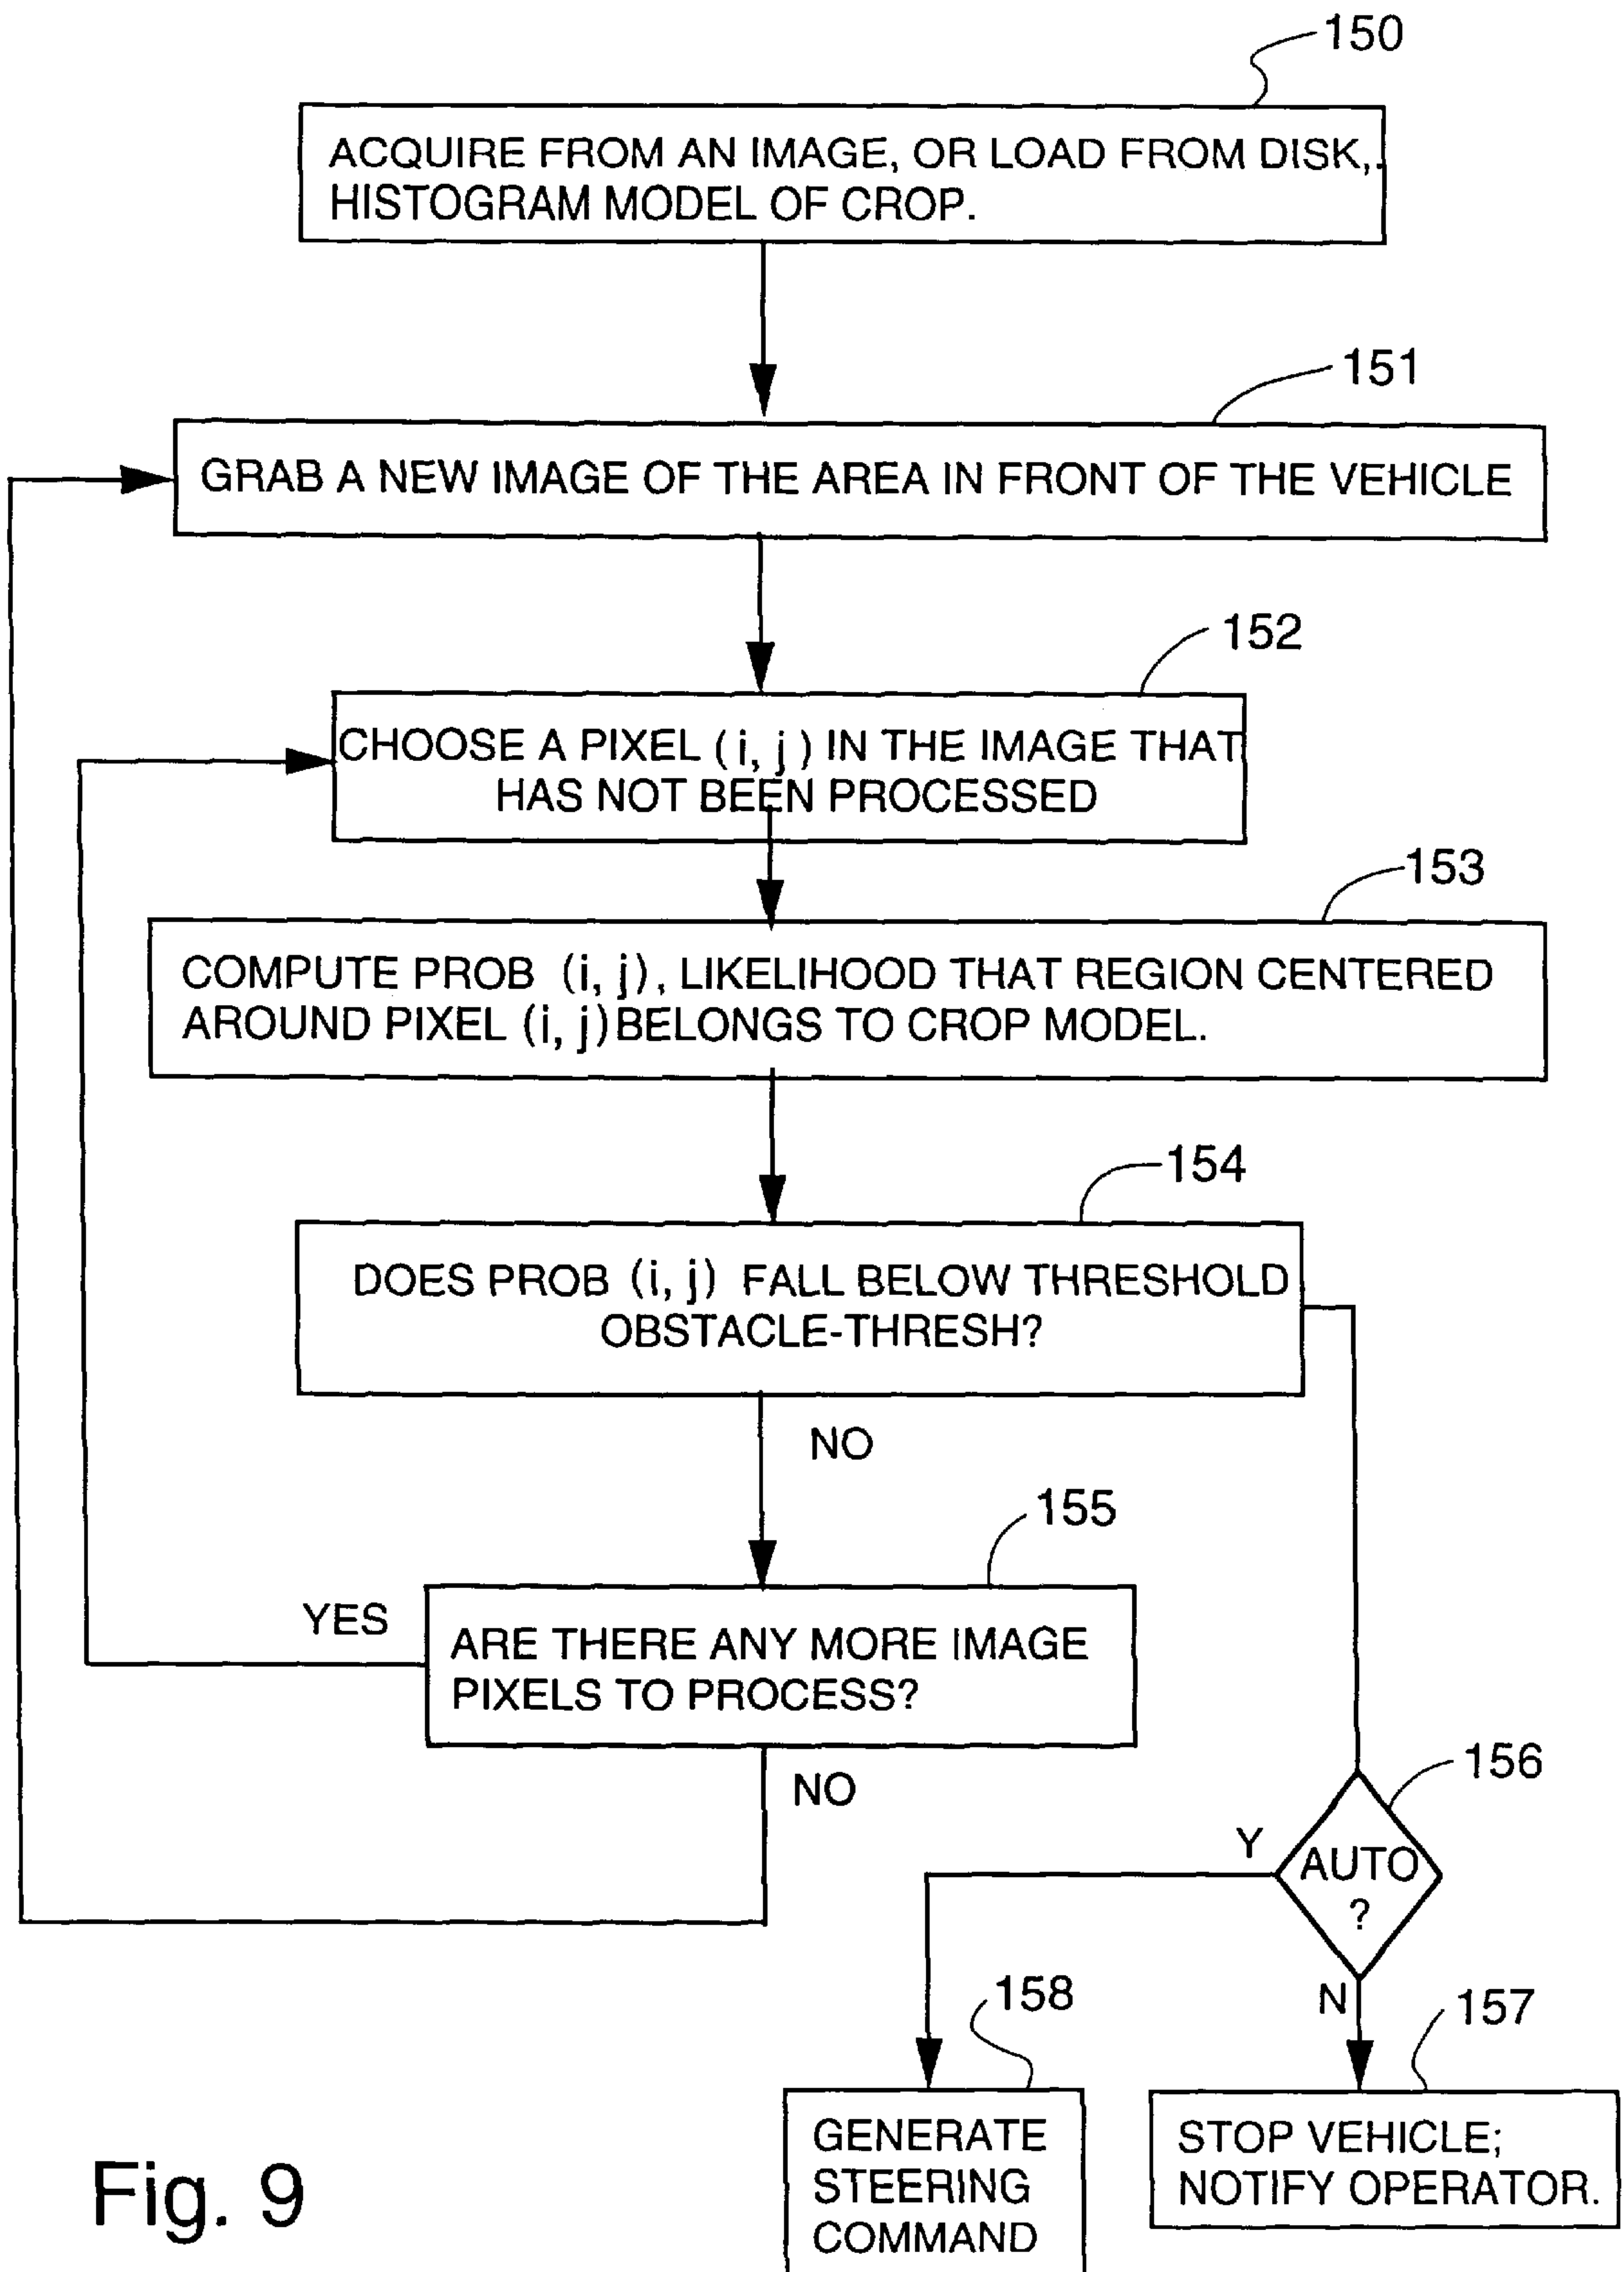 150
ACQUIRE FROM AN IMAGE, OR LOAD FROM DISK,.
HISTOGRAM MODEL OF CROP.
151
GRAB A NEW IMAGE OF THE AREA IN FRONT OF THE VEHICLE
152
CHOOSE A PIXEL (i, j) IN THE IMAGE THAT
HAS NOT BEEN PROCESSED
153
COMPUTE PROB (i, j), LIKELIHOOD THAT REGION CENTERED
AROUND PIXEL (i, j) BELONGS TO CROP MODEL.
154
DOES PROB (i, j) FALL BELOW THRESHOLD
OBSTACLE-THRESH?
NO
155
YES
ARE THERE ANY MORE IMAGE
PIXELS TO PROCESS?
NO
156
Y
AUTO
?
N
158
157
GENERATE
STEERING
COMMAND
STOP VEHICLE;
NOTIFY OPERATOR.
Fig. 9